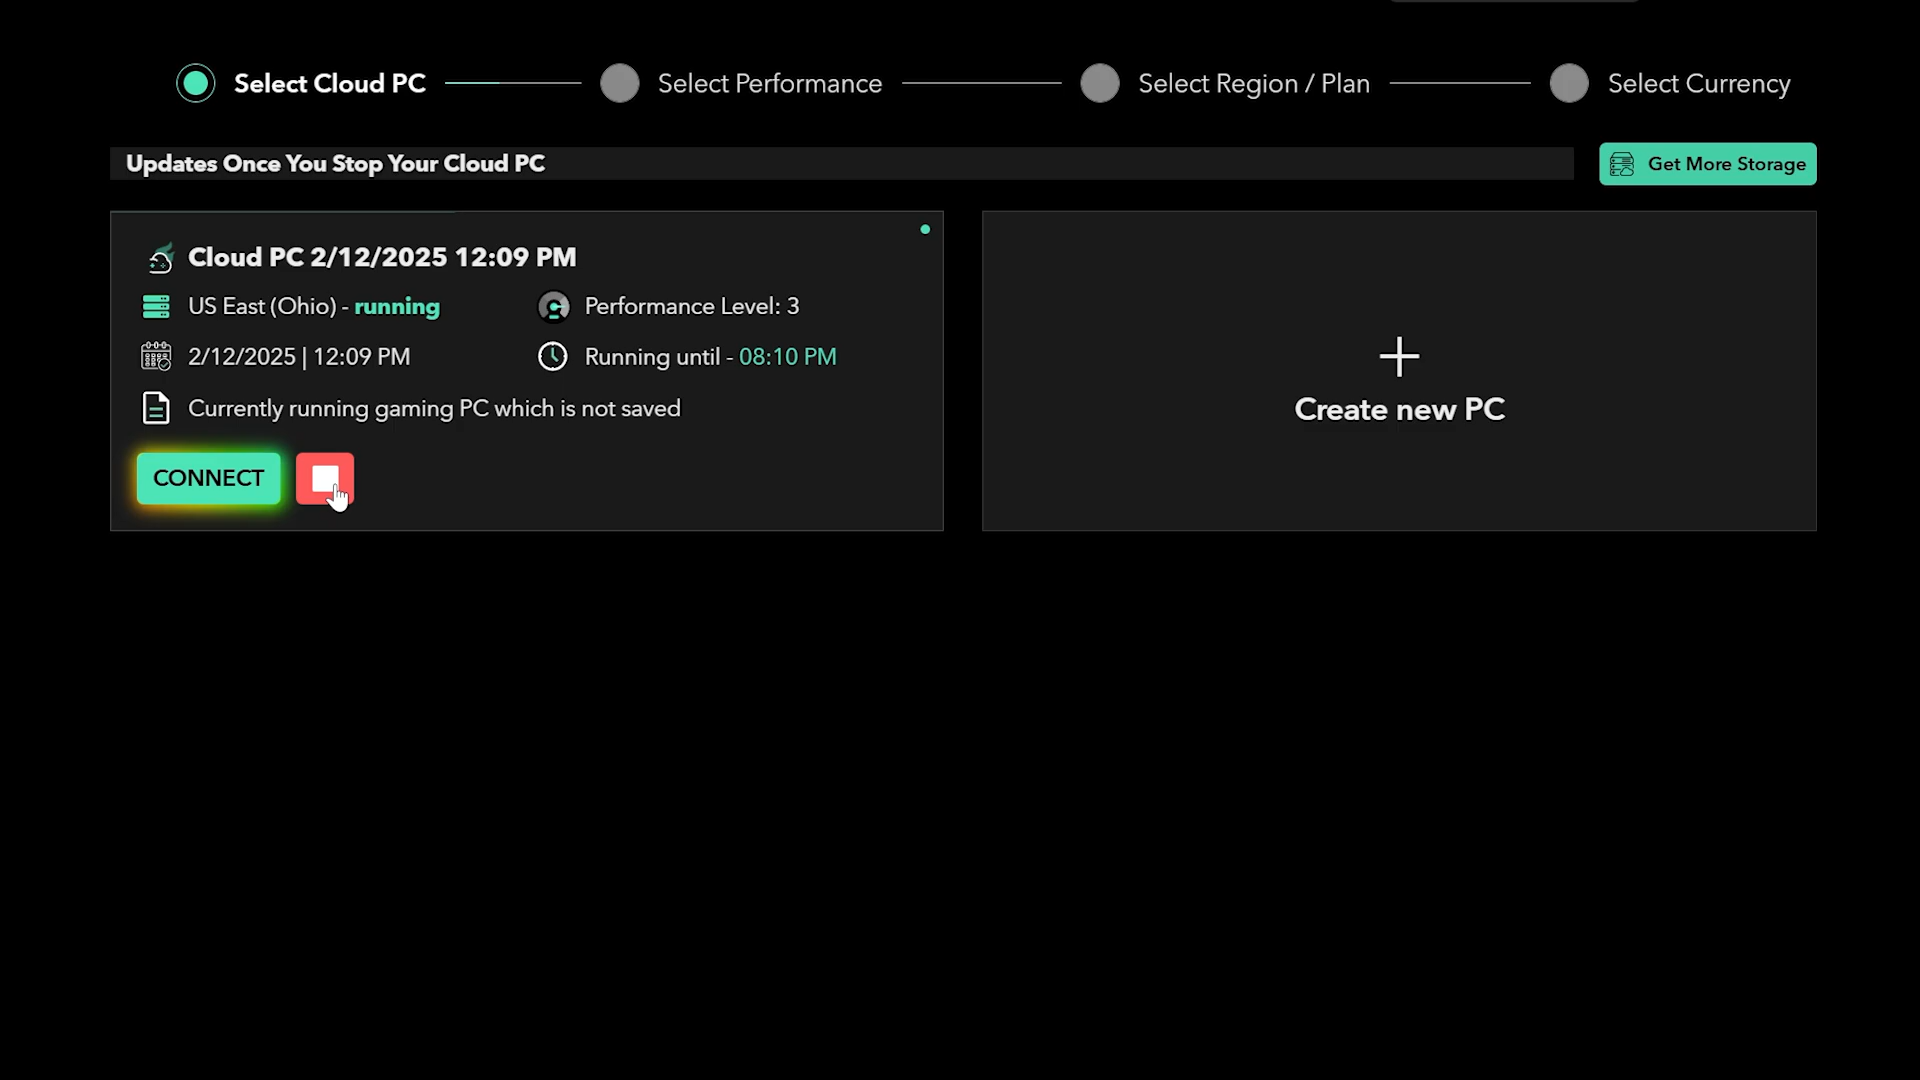 Select Cloud PC
Select Performance
Select Region / Plan
Select Currency
Updates Once You Stop Your Cloud PC
Get More Storage
Cloud PC 2/12/2025 12:09 PM
US East (Ohio) - running
Performance Level: 3
2/12/2025 | 12:09 PM
Running until - 08:10 PM
Currently running gaming PC which is not saved
CONNECT
Create new PC